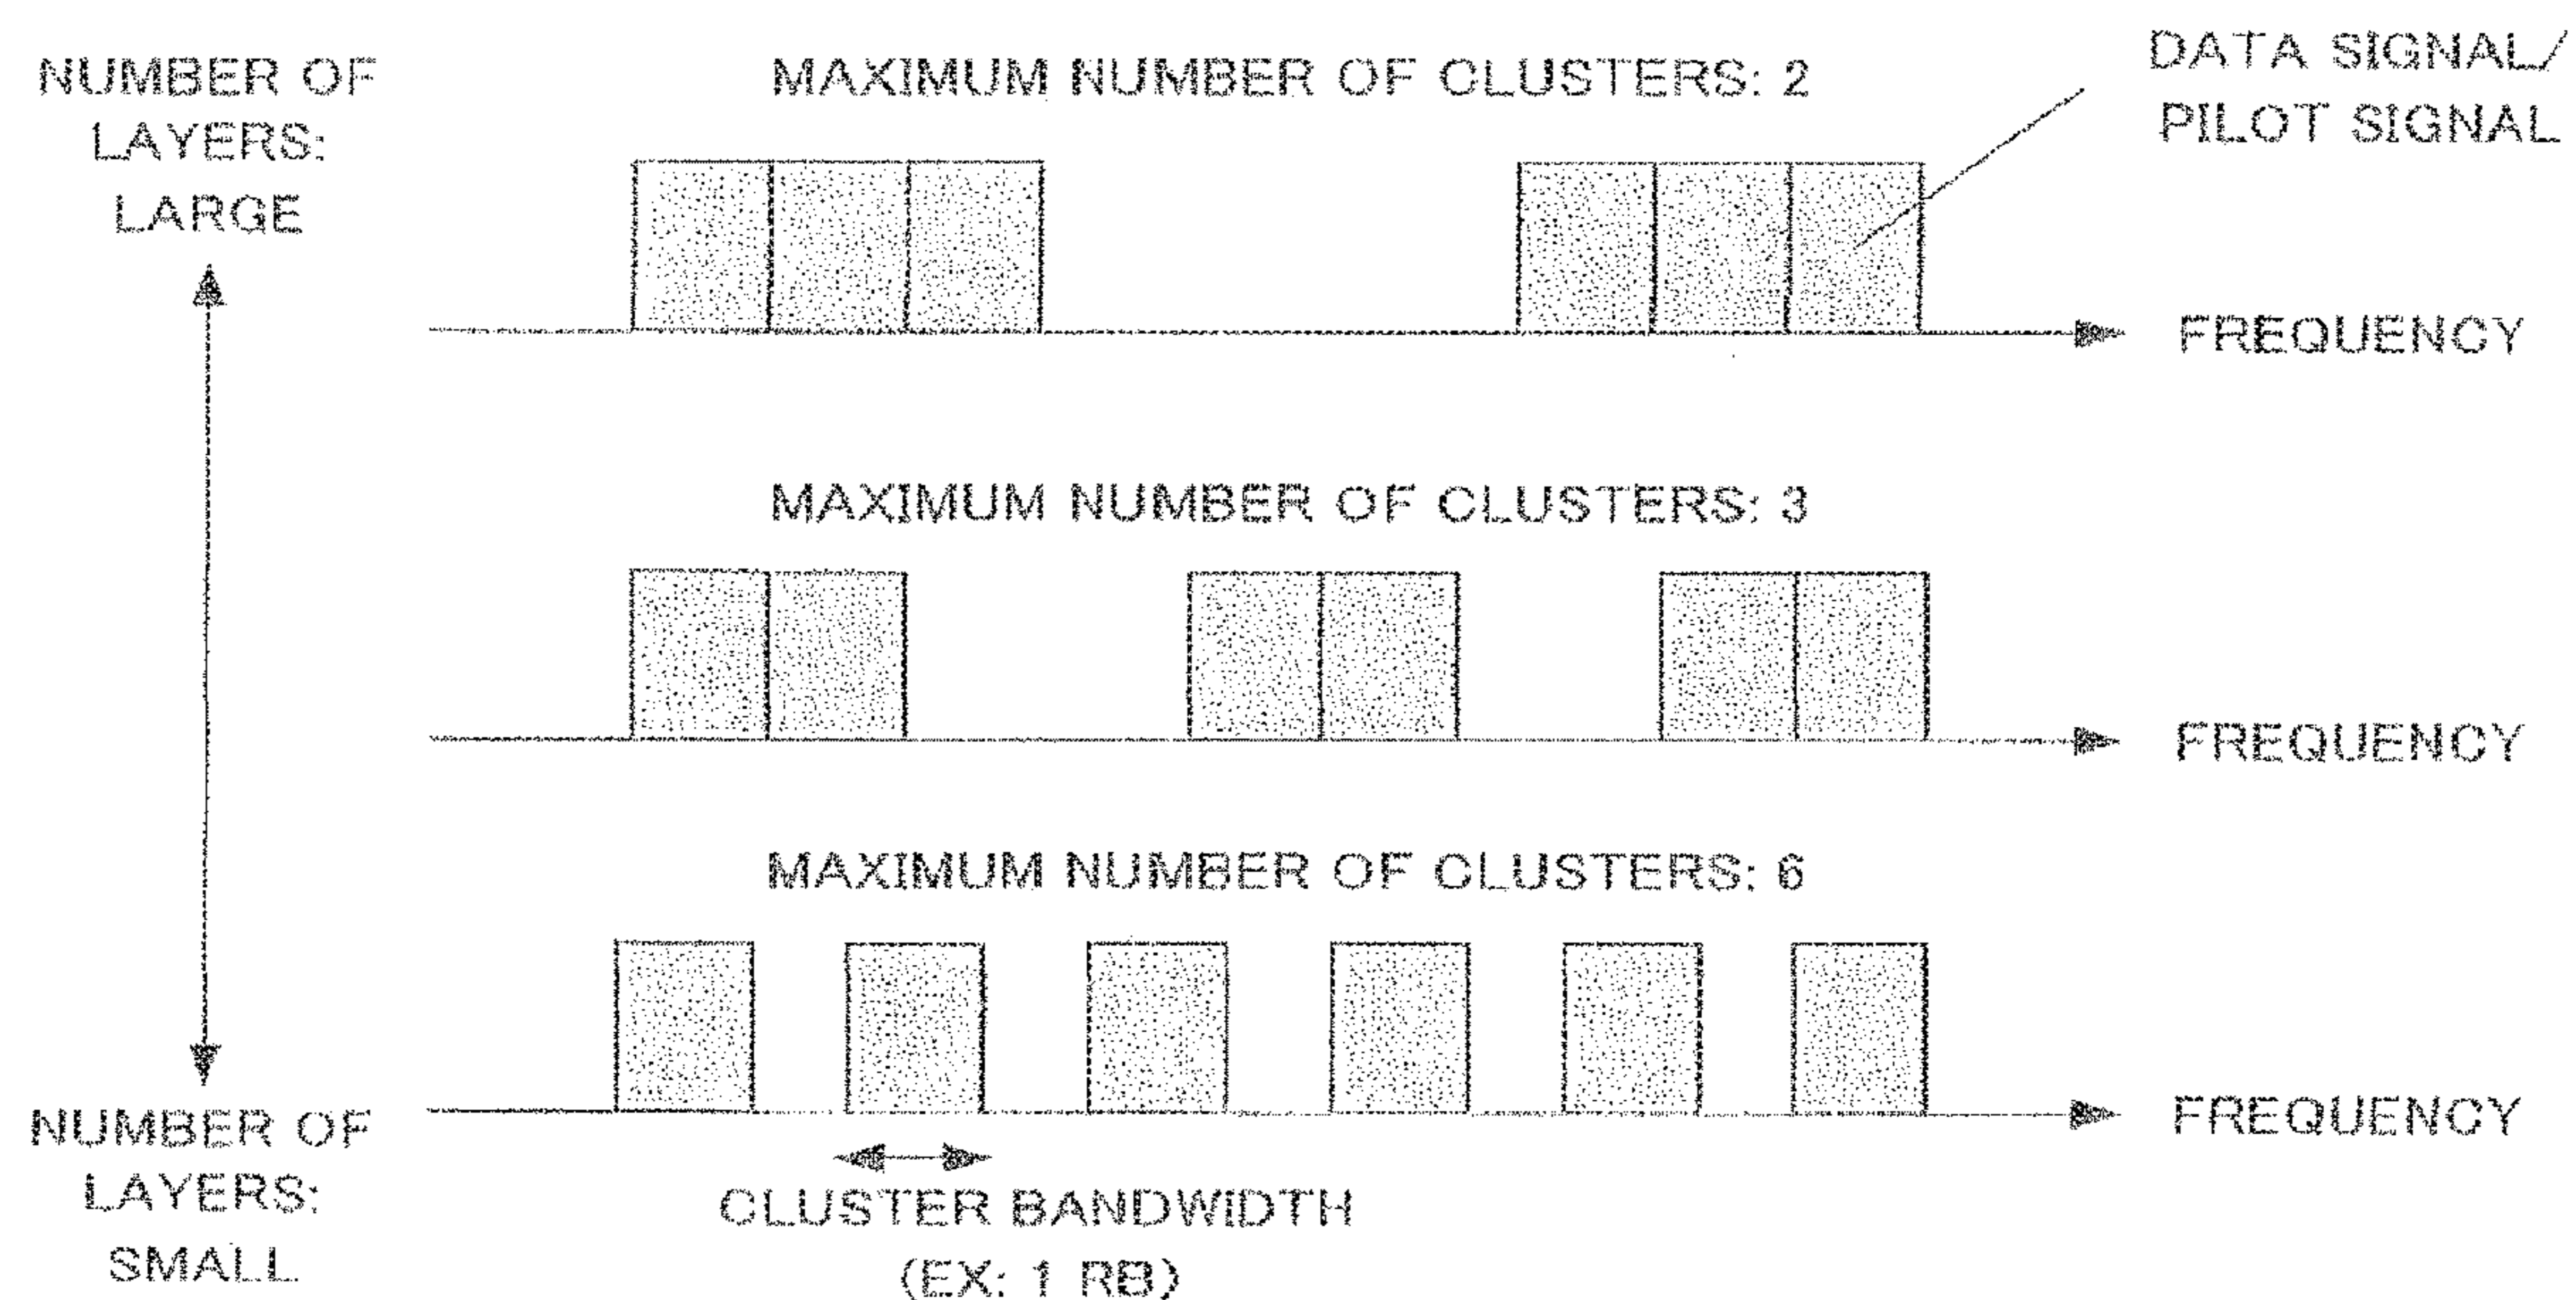 NUMBER OF
LAYERS:
LARGE
MAXIMUM NUMBER OF CLUSTERS: 2
DATA SIGNAL/
PILOT SIGNAL
FREQUENCY
MAXIMUM NUMBER OF CLUSTERS: 3
FREQUENCY
MAXIMUM NUMBER OF CLUSTERS: 6
FREQUENCY
NUMBER OF
LAYERS:
SMALL
CLUSTER BANDWIDTH
(EX: 1 RB)